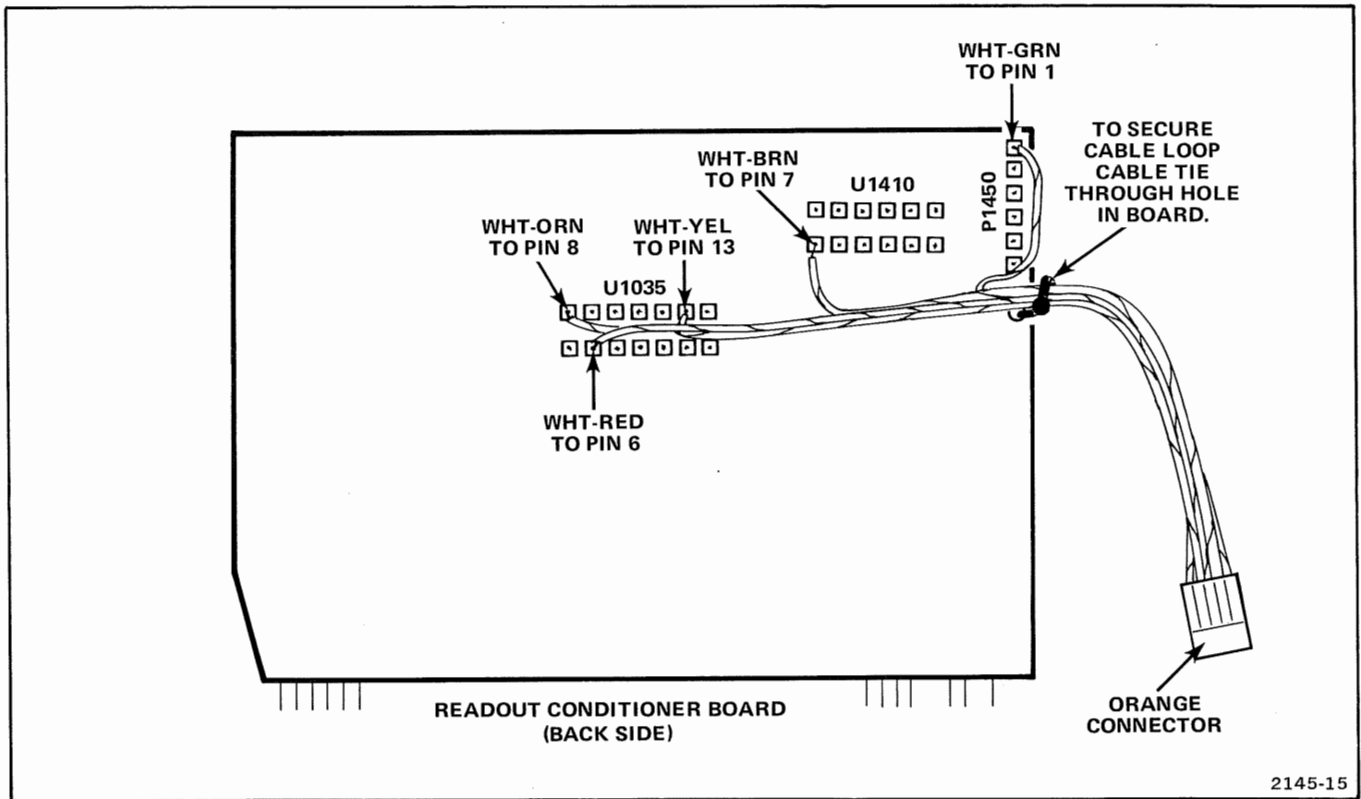 WHT-GRN
TO PIN 1
TO SECURE
CABLE LOOP
CABLE TIE
THROUGH HOLE
IN BOARD.
WHT-BRN
TO PIN 7
U1410
P1450
WHT-ORN
TO PIN 8
WHT-YEL
TO PIN 13
U1035
WHT-RED
TO PIN 6
READOUT CONDITIONER BOARD
(BACK SIDE)
ORANGE
CONNECTOR
2145-15